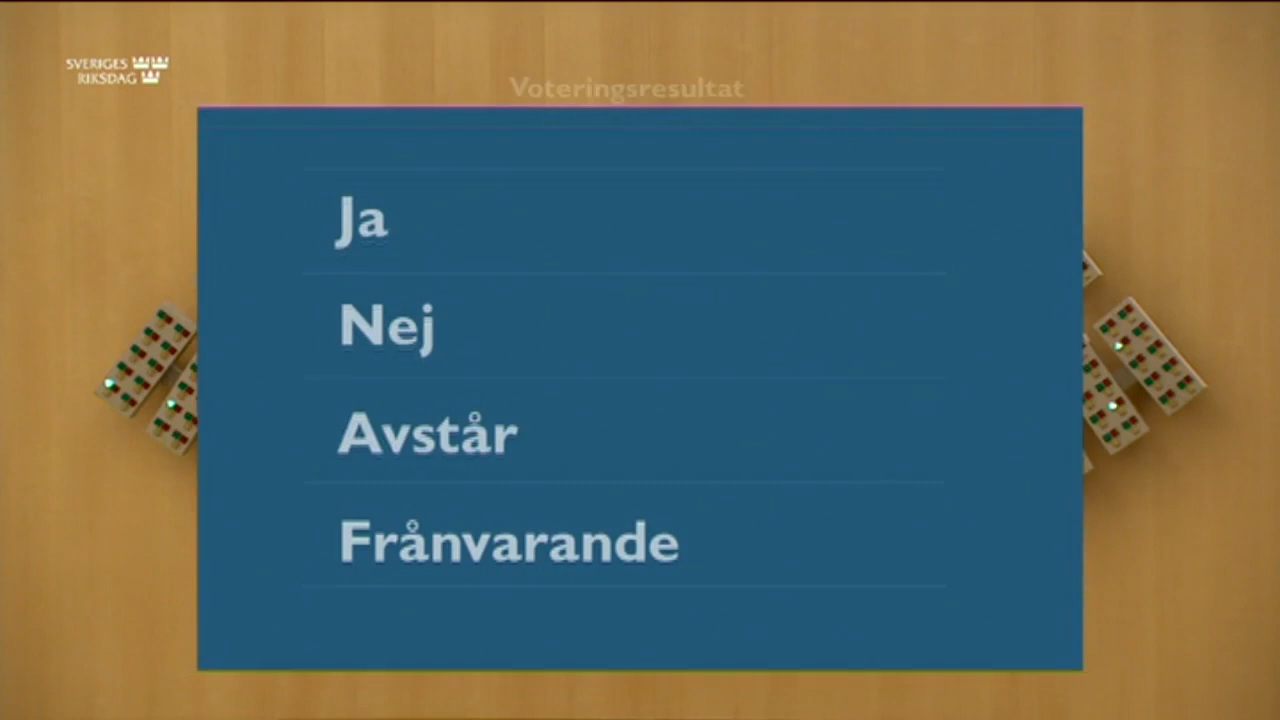 SVERIGES
RIKSDAG
Voteringsresultat
Ja
Nej
Avstår
Frånvarande